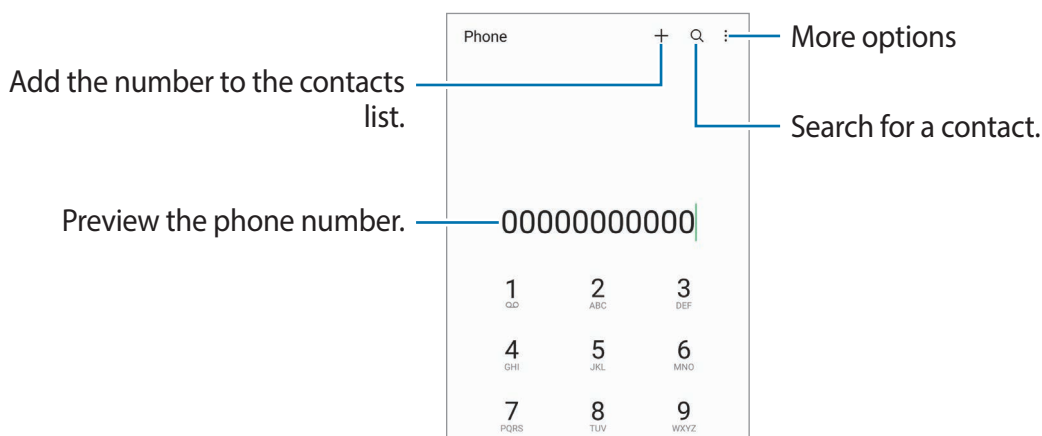 Phone
More options
Add the number to the contacts
list.
Search for a contact.
Preview the phone number.
00000000000
1 2 3
ABC DEF
4 5 6
GHI JKL MNO
7 8 9
PQRS TUV WXYZ